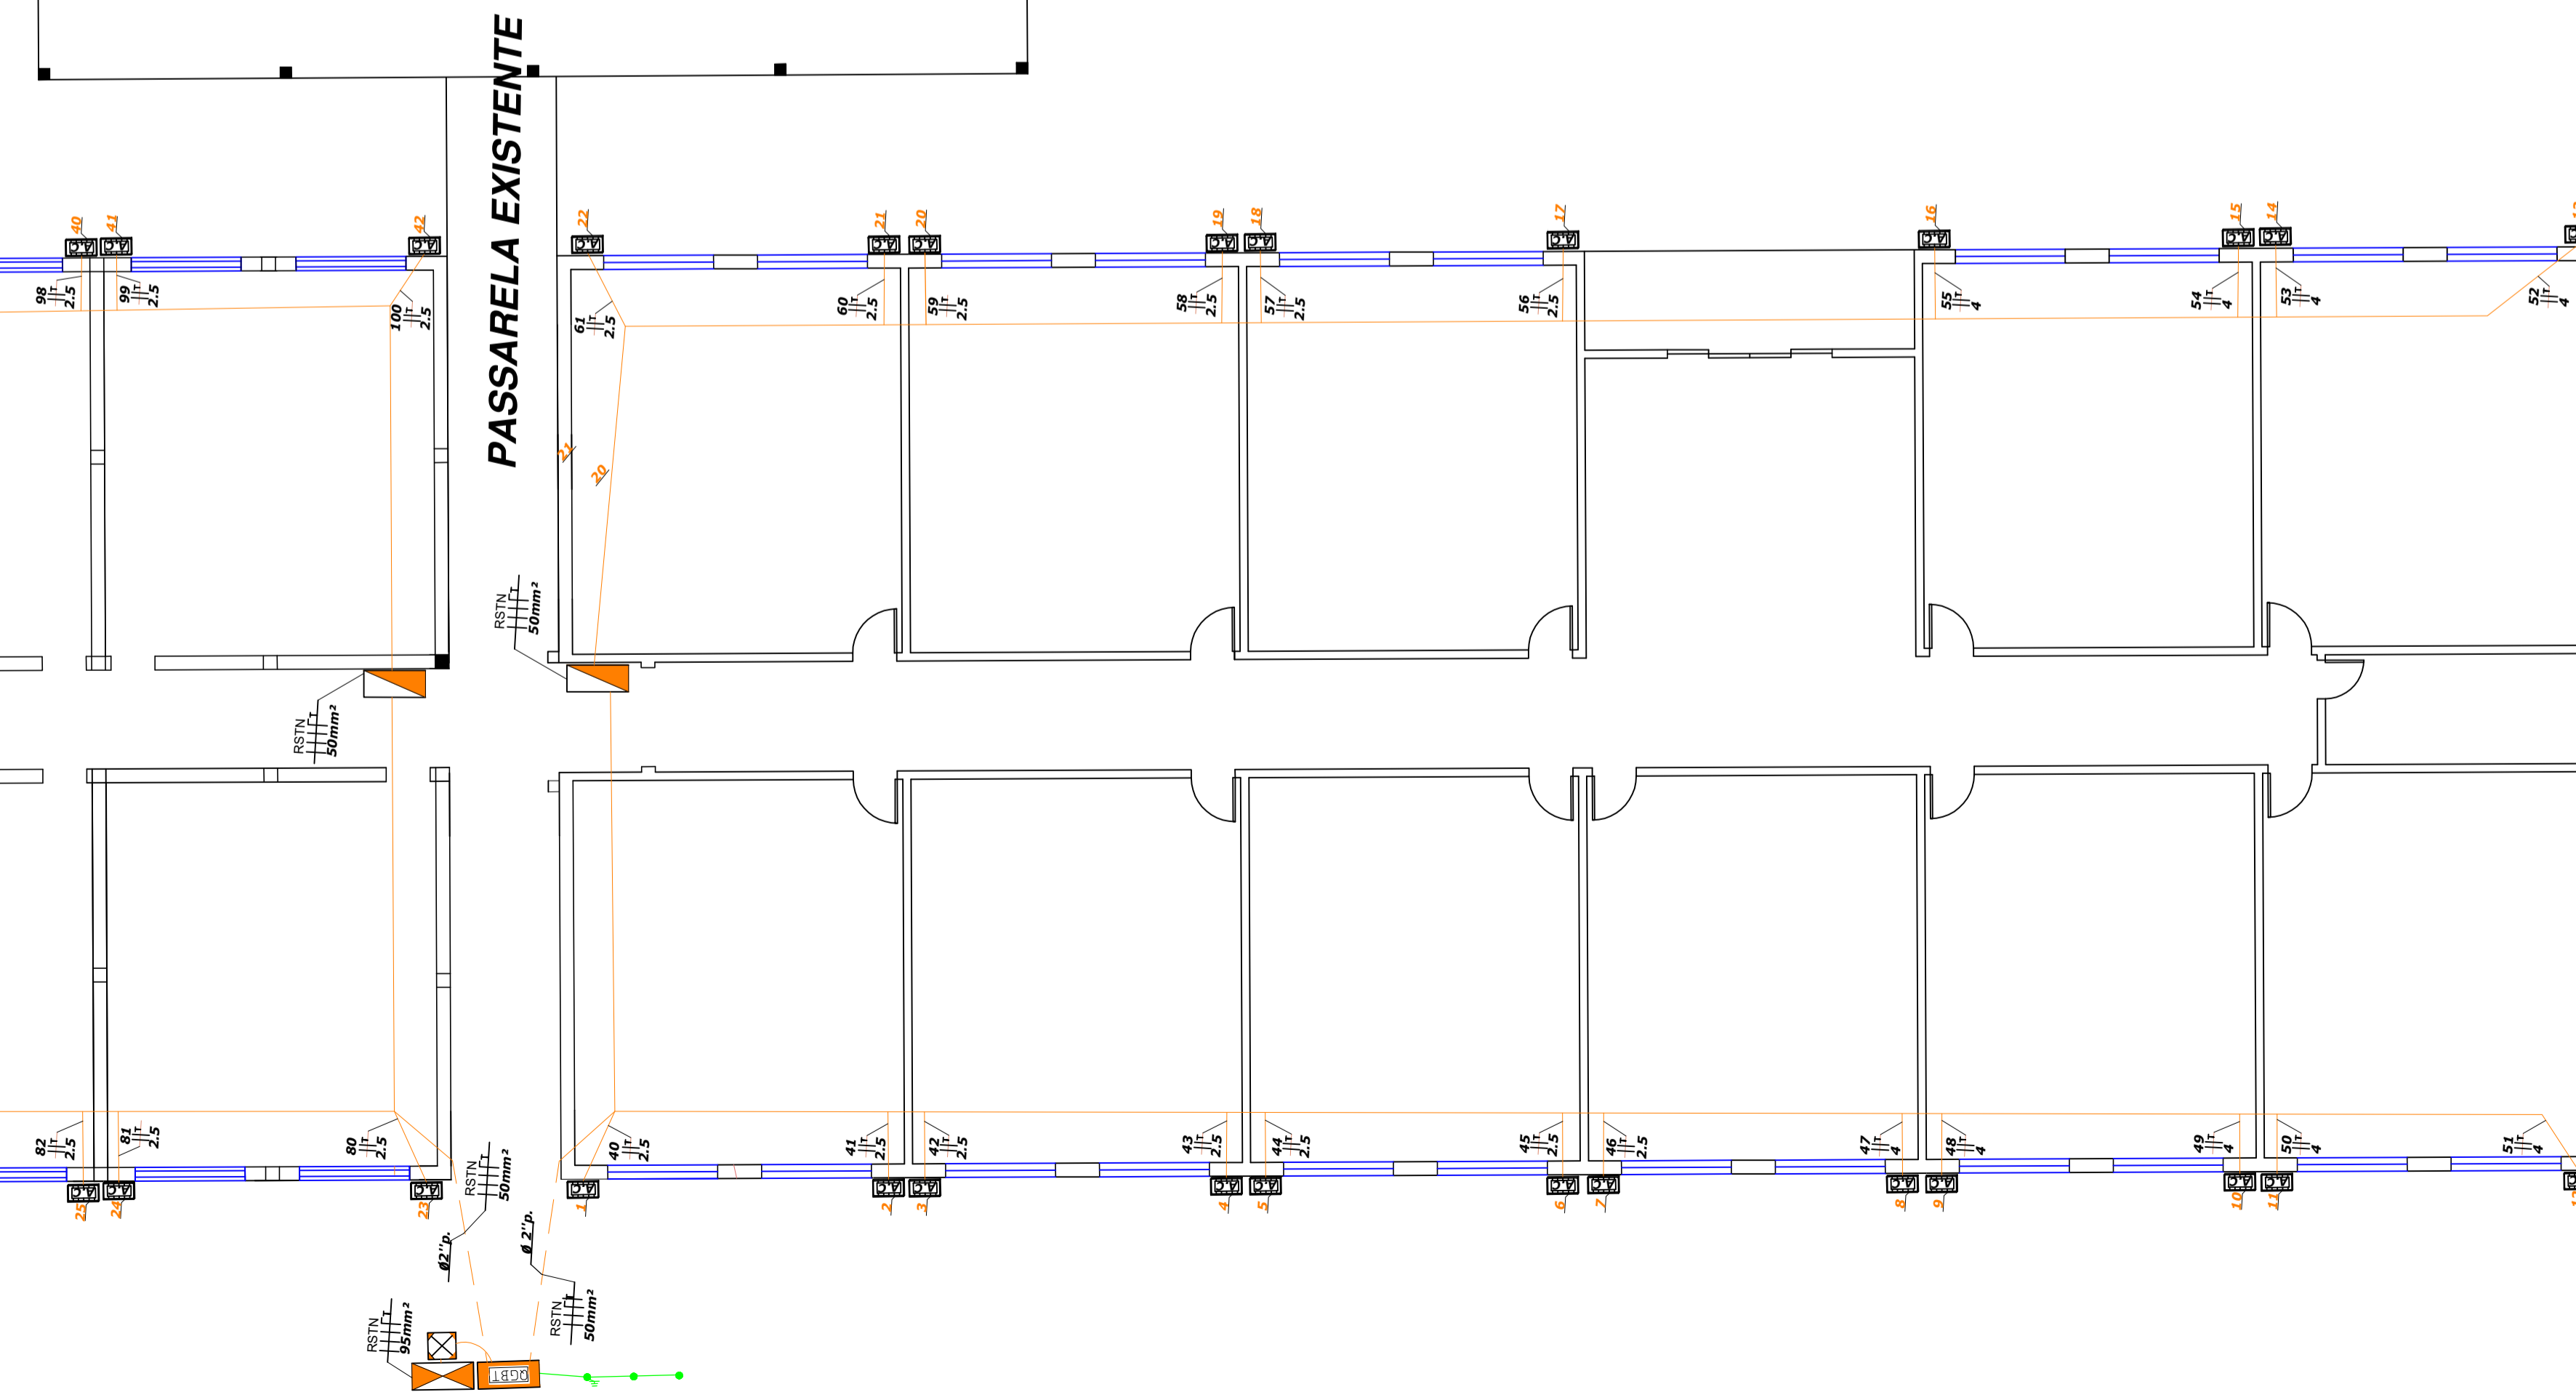 PASSARELA EXISTENTE
40
41
42
22
21
20
19
18
17
16
15
14
A.C
A.C
A.C
A.C
A.C
A.C
A.C
A.C
A.C
A.C
A.C
A.C
98
T
2.5
99
T
2.5
100
T
2.5
61
T
2.5
60
T
2.5
59
T
2.5
58
T
2.5
57
T
2.5
56
T
2.5
55
T
4
54
T
4
53
T
4
52
T
4
21
20
RSTN
T
50mm²
RSTN
T
50mm²
82
T
2.5
81
T
2.5
80
T
2.5
40
T
2.5
41
T
2.5
42
T
2.5
43
T
2.5
44
T
2.5
45
T
2.5
46
T
2.5
47
T
4
48
T
4
49
T
4
50
T
4
51
T
4
A.C
A.C
A.C
A.C
A.C
A.C
A.C
A.C
A.C
A.C
A.C
A.C
A.C
A.C
25
24
23
1
2
3
4
5
6
7
8
9
10
11
RSTN
T
50mm²
Ø2"p.
Ø 2"p.
RSTN
T
50mm²
RSTN
T
95mm²
QGBT